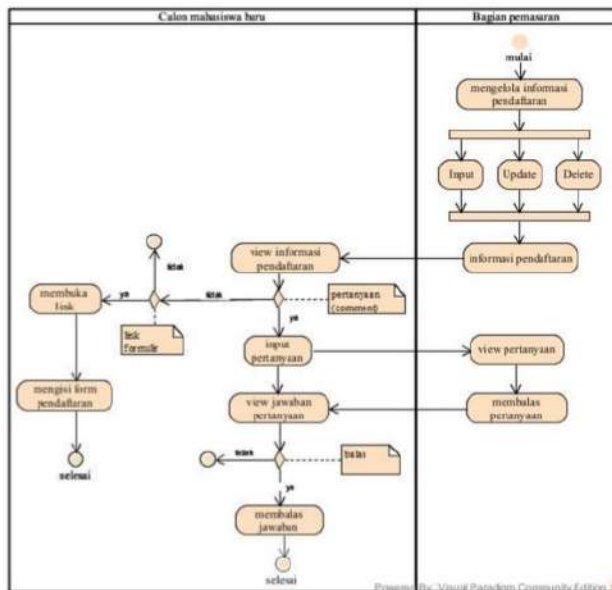 Calon mahasiswa baru
Bagian pemasaran
mulai
mengelola informasi
pendaftaran
Input
Update
Delete
informasi pendaftaran
view informasi
pendaftaran
tidak
pertanyaan
(comment)
tidak
ya
membuka
link
link
formulir
ya
input
pertanyaan
view pertanyaan
mengisi form
pendaftaran
view jawaban
pertanyaan
membalas
pertanyaan
selesai
tidak
balas
ya
membalas
jawaban
selesai
Powered By Visual Paradigm Community Edition